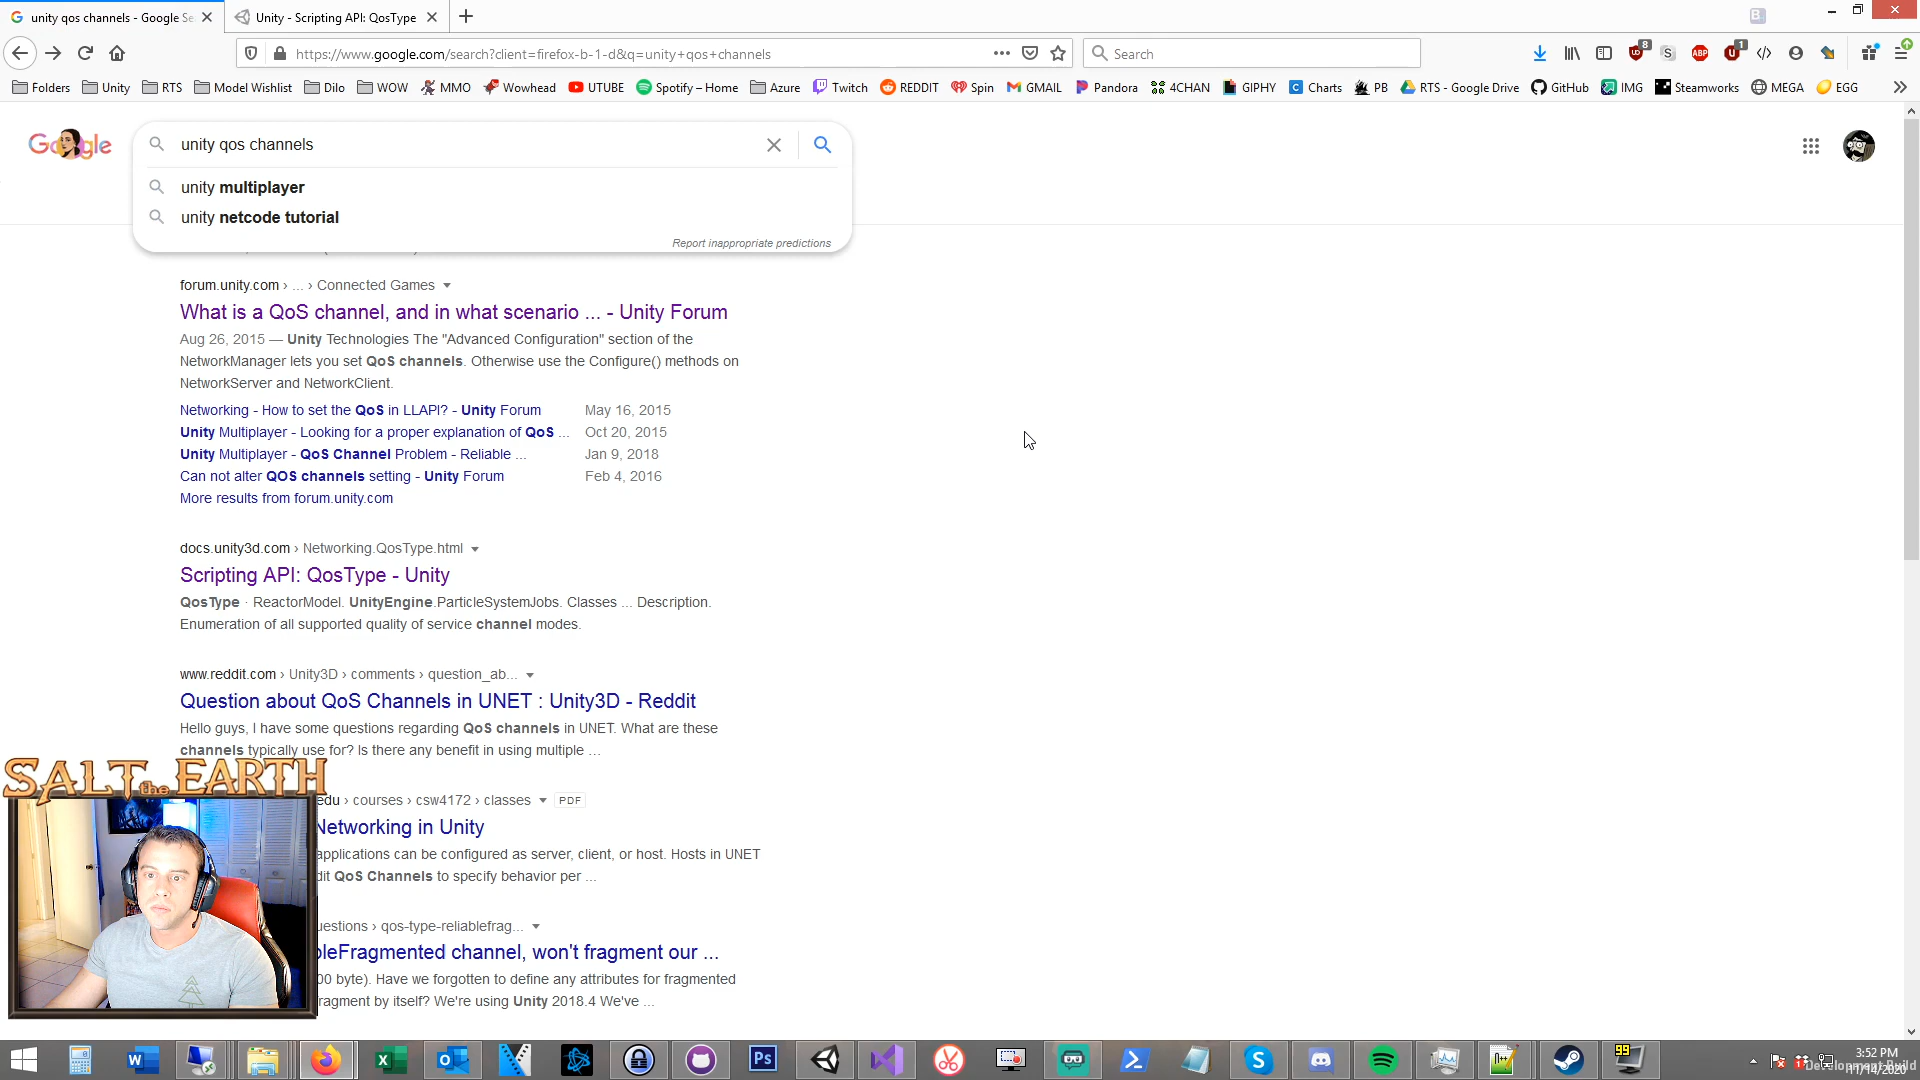 unity qos channels - Google Se
Unity - Scripting API: QosType
https://www.google.com/search?client=firefox-b-1-d&q=unity+qos+channels
Search
8
1
Folders
Unity
RTS
Model Wishlist
Dilo
WOW
MMO
Wowhead
UTUBE
Spotify – Home
Azure
Twitch
REDDIT
Spin
GMAIL
Pandora
4CHAN
GIPHY
Charts
PB
RTS - Google Drive
GitHub
IMG
Steamworks
MEGA
EGG
Google
unity qos channels
unity multiplayer
unity netcode tutorial
Report inappropriate predictions
forum.unity.com › ... › Connected Games
What is a QoS channel, and in what scenario ... - Unity Forum
Aug 26, 2015 — Unity Technologies The "Advanced Configuration" section of the
NetworkManager lets you set QoS channels. Otherwise use the Configure() methods on
NetworkServer and NetworkClient.
Networking - How to set the QoS in LLAPI? - Unity Forum May 16, 2015
Unity Multiplayer - Looking for a proper explanation of QoS ... Oct 20, 2015
Unity Multiplayer - QoS Channel Problem - Reliable ... Jan 9, 2018
Can not alter QOS channels setting - Unity Forum Feb 4, 2016
More results from forum.unity.com
docs.unity3d.com › Networking.QosType.html
Scripting API: QosType - Unity
QosType · ReactorModel. UnityEngine.ParticleSystemJobs. Classes ... Description.
Enumeration of all supported quality of service channel modes.
www.reddit.com › Unity3D › comments › question_ab...
Question about QoS Channels in UNET : Unity3D - Reddit
Hello guys, I have some questions regarding QoS channels in UNET. What are these
channels typically use for? Is there any benefit in using multiple ...
SALT the EARTH
edu › courses › csw4172 › classes PDF
Networking in Unity
applications can be configured as server, client, or host. Hosts in UNET
dit QoS Channels to specify behavior per ...
uestions › qos-type-reliablefrag...
bleFragmented channel, won't fragment our ...
00 byte). Have we forgotten to define any attributes for fragmented
fragment by itself? We're using Unity 2018.4 We've ...
99
3:52 PM
11/14/2020
Development Build